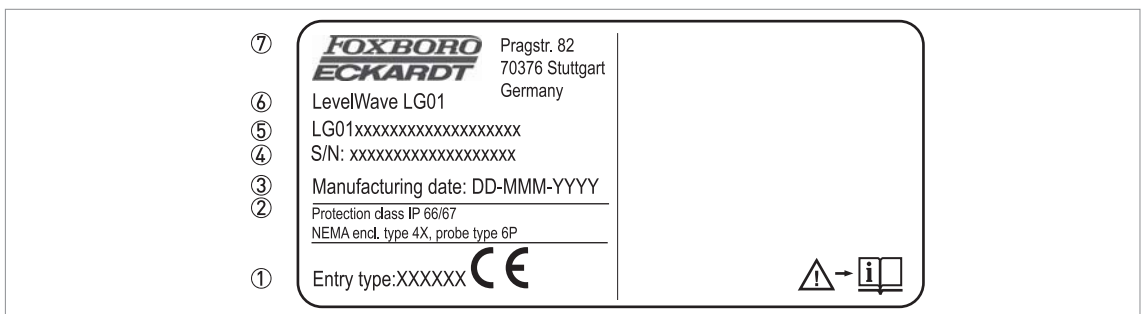 ⑦ FOXBORO Pragstr. 82
ECKARDT 70376 Stuttgart
Germany
⑥ LevelWave LG01
⑤ LG01xxxxxxxxxxxxxxxxxxx
④ S/N: xxxxxxxxxxxxxxxxxxx
③ Manufacturing date: DD-MMM-YYYY
② Protection class IP 66/67
NEMA encl. type 4X, probe type 6P
① Entry type:XXXXXX CE